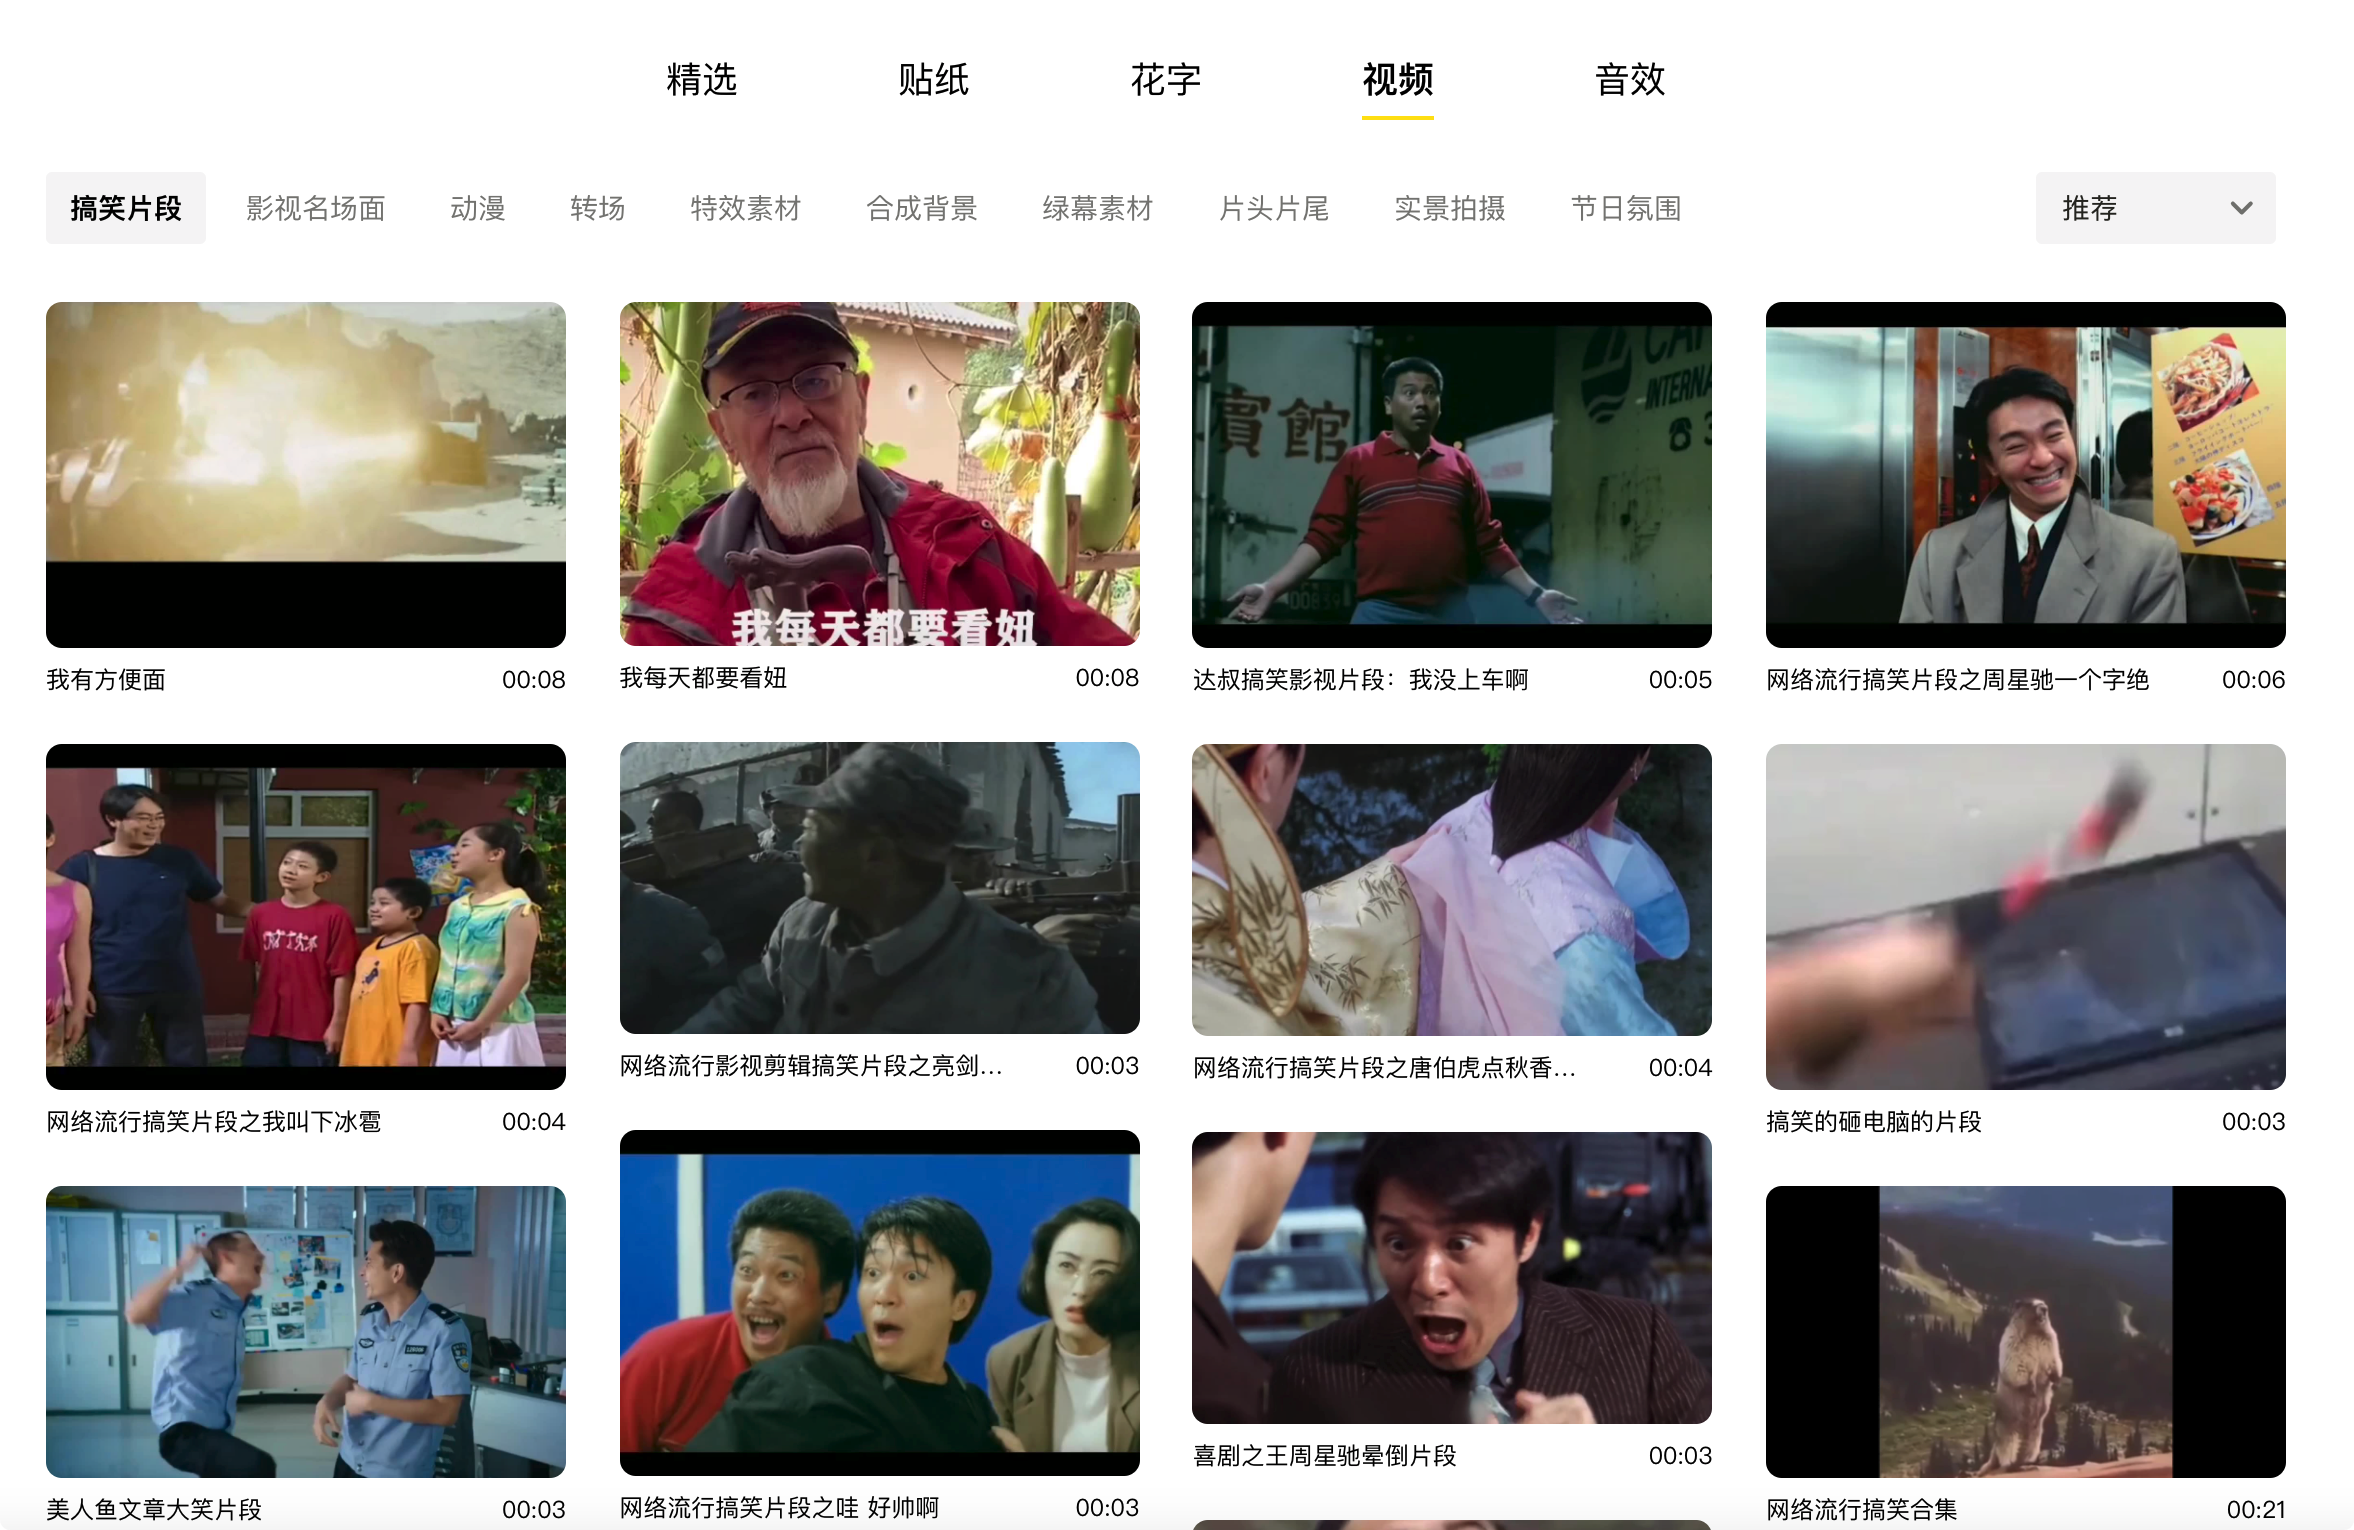 精选 贴纸 花字 视频 音效
搞笑片段 影视名场面 动漫 转场 特效素材 合成背景 绿幕素材 片头片尾 实景拍摄 节日氛围 推荐
賓館
CAF
INTERNA
我每天都要看妞
我有方便面 00:08
我每天都要看妞 00:08
达叔搞笑影视片段：我没上车啊 00:05
网络流行搞笑片段之周星驰一个字绝 00:06
网络流行影视剪辑搞笑片段之亮剑... 00:03
网络流行搞笑片段之唐伯虎点秋香... 00:04
网络流行搞笑片段之我叫下冰雹 00:04
搞笑的砸电脑的片段 00:03
喜剧之王周星驰晕倒片段 00:03
美人鱼文章大笑片段 00:03
网络流行搞笑片段之哇 好帅啊 00:03
网络流行搞笑合集 00:21